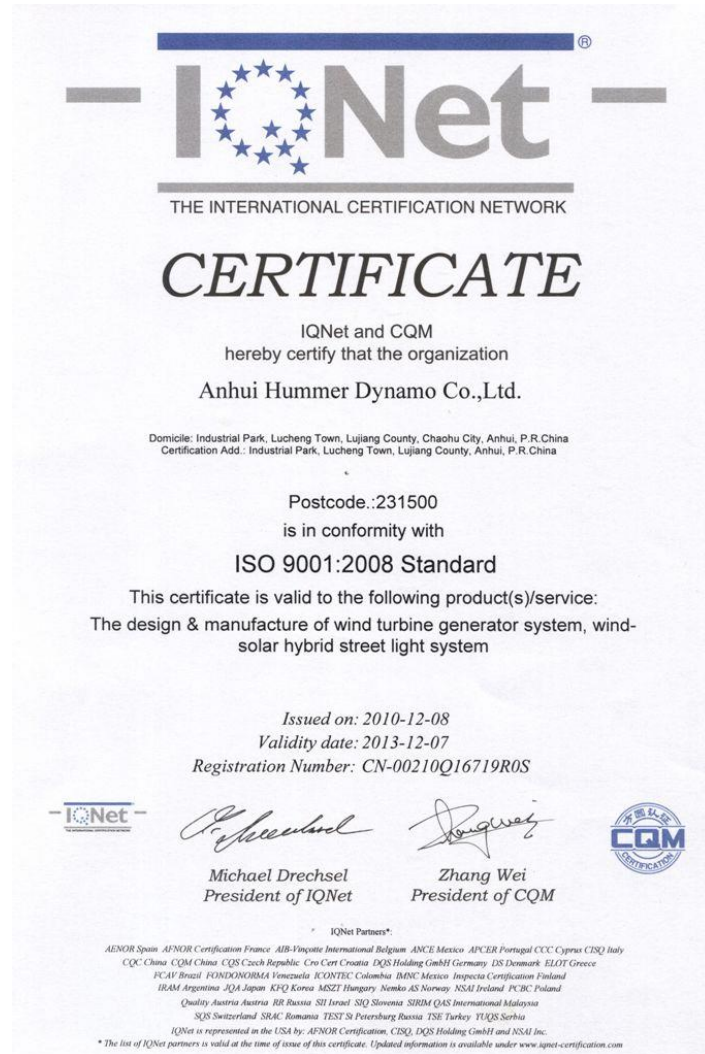 IQNet ®
THE INTERNATIONAL CERTIFICATION NETWORK
CERTIFICATE
IQNet and CQM
hereby certify that the organization
Anhui Hummer Dynamo Co.,Ltd.
Domicile: Industrial Park, Lucheng Town, Lujiang County, Chaohu City, Anhui, P.R.China
Certification Add.: Industrial Park, Lucheng Town, Lujiang County, Anhui, P.R.China
Postcode.:231500
is in conformity with
ISO 9001:2008 Standard
This certificate is valid to the following product(s)/service:
The design & manufacture of wind turbine generator system, wind-
solar hybrid street light system
Issued on: 2010-12-08
Validity date: 2013-12-07
Registration Number: CN-00210Q16719R0S
IQNet
THE INTERNATIONAL CERTIFICATION NETWORK
Michael Drechsel
President of IQNet
Zhang Wei
President of CQM
方圆认证
CQM
CERTIFICATION
IQNet Partners*:
AENOR Spain AFNOR Certification France AIB-Vinçotte International Belgium ANCE Mexico APCER Portugal CCC Cyprus CISQ Italy
CQC China CQM China CQS Czech Republic Cro Cert Croatia DQS Holding GmbH Germany DS Denmark ELOT Greece
FCAV Brazil FONDONORMA Venezuela ICONTEC Colombia IMNC Mexico Inspecta Certification Finland
IRAM Argentina JQA Japan KFQ Korea MSZT Hungary Nemko AS Norway NSAI Ireland PCBC Poland
Quality Austria Austria RR Russia SII Israel SIQ Slovenia SIRIM QAS International Malaysia
SQS Switzerland SRAC Romania TEST St Petersburg Russia TSE Turkey YUQS Serbia
IQNet is represented in the USA by: AFNOR Certification, CISQ, DQS Holding GmbH and NSAI Inc.
* The list of IQNet partners is valid at the time of issue of this certificate. Updated information is available under www.iqnet-certification.com